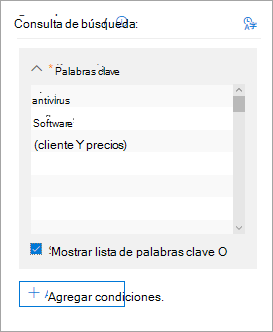 Consulta de búsqueda:
* Palabras clave
antivirus
Software
(cliente Y precios)
Mostrar lista de palabras clave O
+ Agregar condiciones.